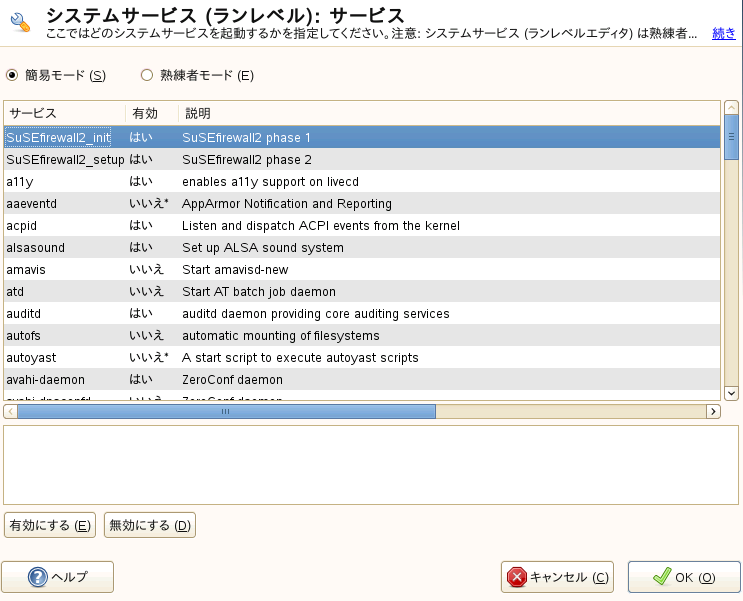 システムサービス (ランレベル): サービス
ここではどのシステムサービスを起動するかを指定してください。注意: システムサービス (ランレベルエディタ) は熟練者... 続き
簡易モード (S) 熟練者モード (E)
サービス 有効 説明
SuSEfirewall2_init はい SuSEfirewall2 phase 1
SuSEfirewall2_setup はい SuSEfirewall2 phase 2
a11y はい enables a11y support on livecd
aaeventd いいえ* AppArmor Notification and Reporting
acpid はい Listen and dispatch ACPI events from the kernel
alsasound はい Set up ALSA sound system
amavis いいえ Start amavisd-new
atd いいえ Start AT batch job daemon
auditd はい auditd daemon providing core auditing services
autofs いいえ automatic mounting of filesystems
autoyast いいえ* A start script to execute autoyast scripts
avahi-daemon はい ZeroConf daemon
avahi-dnsconfd いいえ ZeroConf daemon
有効にする (E) 無効にする (D)
ヘルプ キャンセル (C) OK (O)